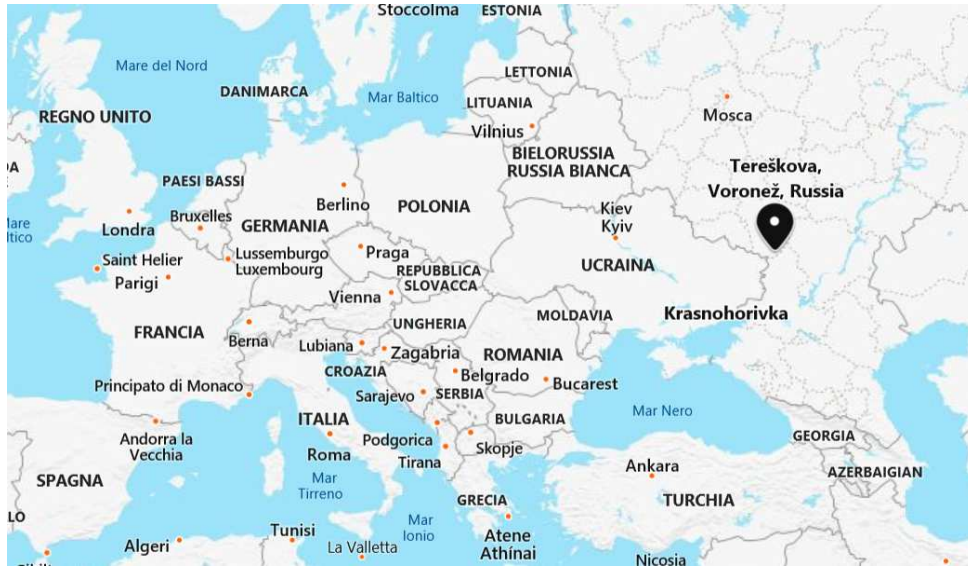 Stoccolma
ESTONIA
Mare del Nord
LETTONIA
DANIMARCA
Mar Baltico
LITUANIA
REGNO UNITO
Mosca
Vilnius
BIELORUSSIA
RUSSIA BIANCA
Tereškova,
Voronež, Russia
PAESI BASSI
Berlino
POLONIA
Kiev
Kyiv
Londra
Bruxelles
GERMANIA
Saint Helier
Lussemburgo
Luxembourg
Praga
UCRAINA
Parigi
REPUBBLICA
SLOVACCA
Vienna
MOLDAVIA
Krasnohorivka
FRANCIA
Berna
Lubiana
UNGHERIA
Zagabria
ROMANIA
CROAZIA
Belgrado
Bucarest
Principato di Monaco
Sarajevo
SERBIA
Mar Nero
ITALIA
BULGARIA
Andorra la
Vecchia
Roma
Podgorica
Skopje
GEORGIA
Tirana
SPAGNA
Mar
Tirreno
Ankara
AZERBAIGIAN
GRECIA
TURCHIA
Mar
Ionio
Algeri
Tunisi
La Valletta
Atene
Athínai
Nicosia